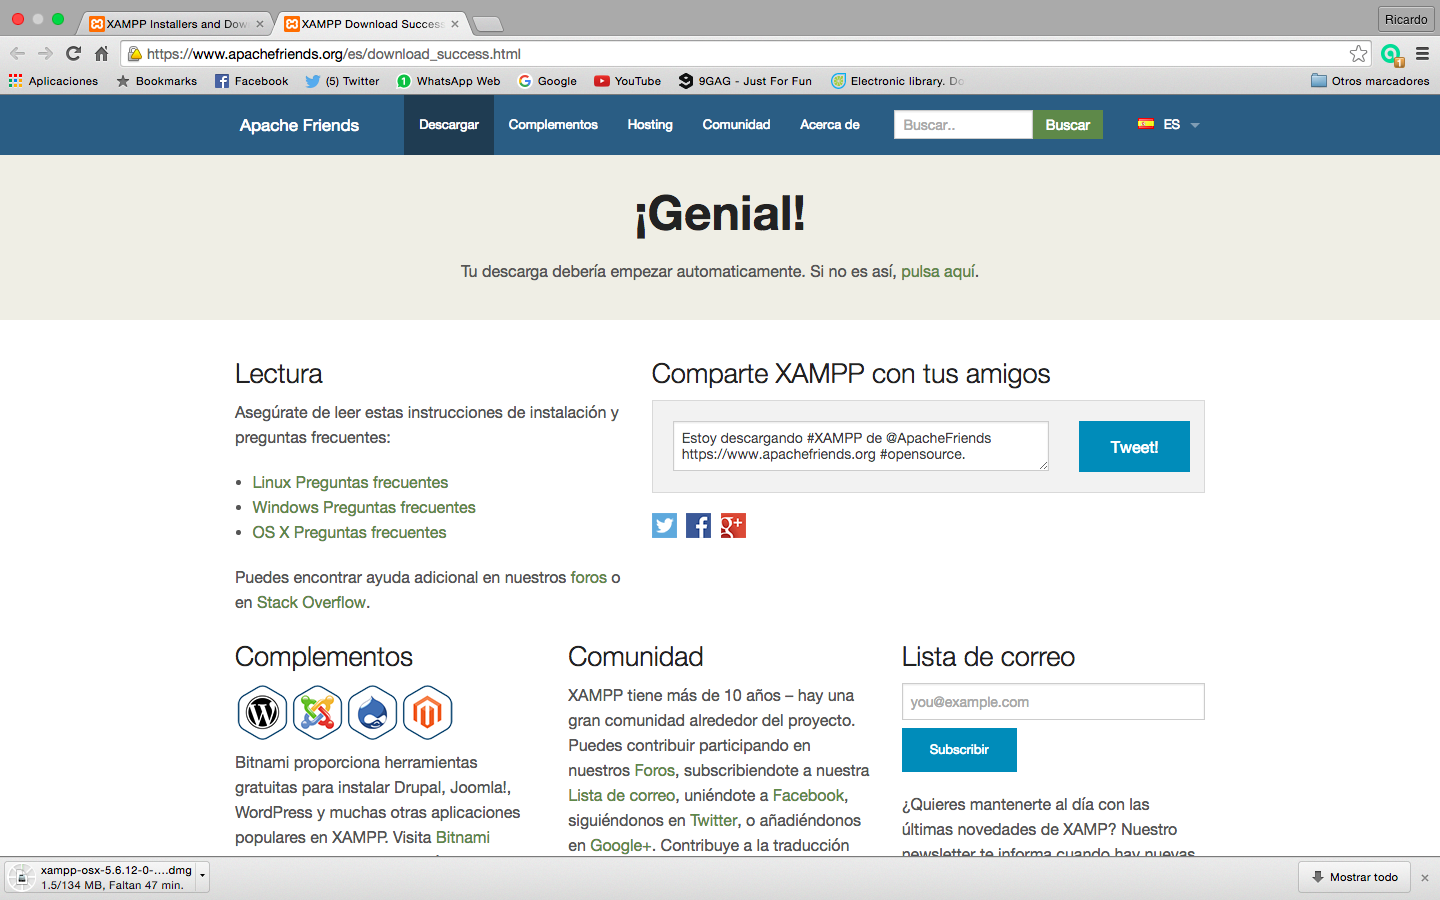 XAMPP Installers and Dow
XAMPP Download Succes
Ricardo
https://www.apachefriends.org/es/download_success.html
Aplicaciones
Bookmarks
Facebook
(5) Twitter
WhatsApp Web
Google
YouTube
9GAG - Just For Fun
Electronic library. Do
Otros marcadores
Apache Friends
Descargar
Complementos
Hosting
Comunidad
Acerca de
Buscar..
Buscar
ES
¡Genial!
Tu descarga debería empezar automaticamente. Si no es así, pulsa aquí.
Lectura
Asegúrate de leer estas instrucciones de instalación y
preguntas frecuentes:
Linux Preguntas frecuentes
Windows Preguntas frecuentes
OS X Preguntas frecuentes
Puedes encontrar ayuda adicional en nuestros foros o
en Stack Overflow.
Comparte XAMPP con tus amigos
Estoy descargando #XAMPP de @ApacheFriends
https://www.apachefriends.org #opensource.
Tweet!
Complementos
Bitnami proporciona herramientas
gratuitas para instalar Drupal, Joomla!,
WordPress y muchas otras aplicaciones
populares en XAMPP. Visita Bitnami
Comunidad
XAMPP tiene más de 10 años – hay una
gran comunidad alrededor del proyecto.
Puedes contribuir participando en
nuestros Foros, subscribiendote a nuestra
Lista de correo, uniéndote a Facebook,
siguiéndonos en Twitter, o añadiéndonos
en Google+. Contribuye a la traducción
Lista de correo
you@example.com
Subscribir
¿Quieres mantenerte al día con las
últimas novedades de XAMP? Nuestro
newsletter te informa cuando hay nuevas
xampp-osx-5.6.12-0-....dmg
1.5/134 MB, Faltan 47 min.
Mostrar todo